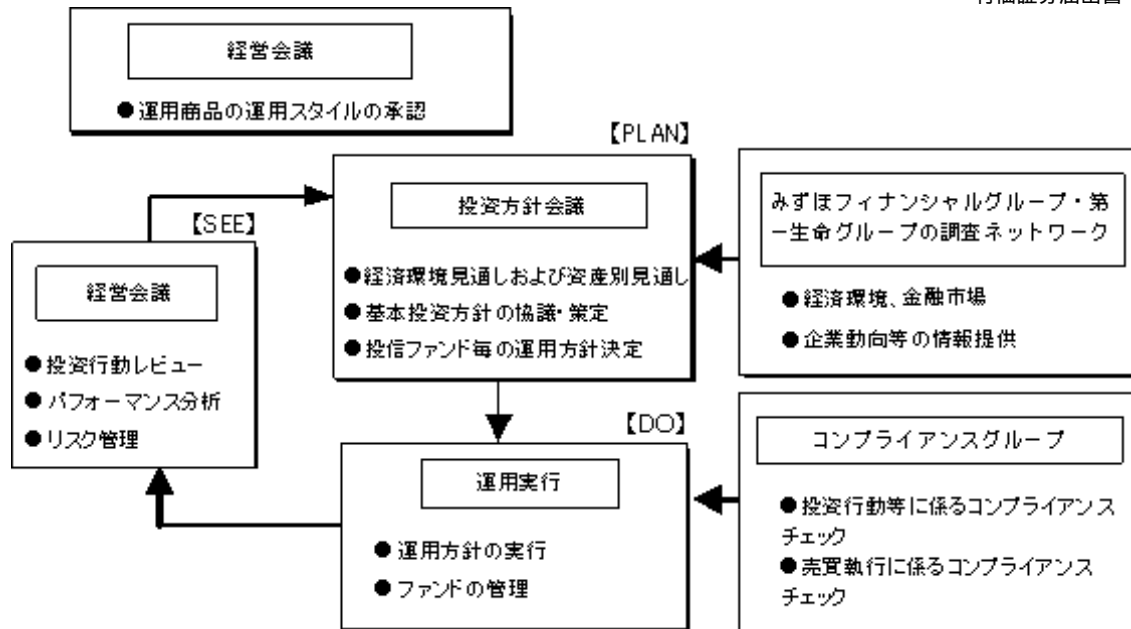 経営会議
●運用商品の運用スタイルの承認
【PLAN】
投資方針会議
●経済環境見通しおよび資産別見通し
●基本投資方針の協議・策定
●投信ファンド毎の運用方針決定
みずほフィナンシャルグループ・第
一生命グループの調査ネットワーク
●経済環境、金融市場
●企業動向等の情報提供
【SEE】
経営会議
●投資行動レビュー
●パフォーマンス分析
●リスク管理
【DO】
運用実行
●運用方針の実行
●ファンドの管理
コンプライアンスグループ
●投資行動等に係るコンプライアンス
チェック
●売買執行に係るコンプライアンス
チェック